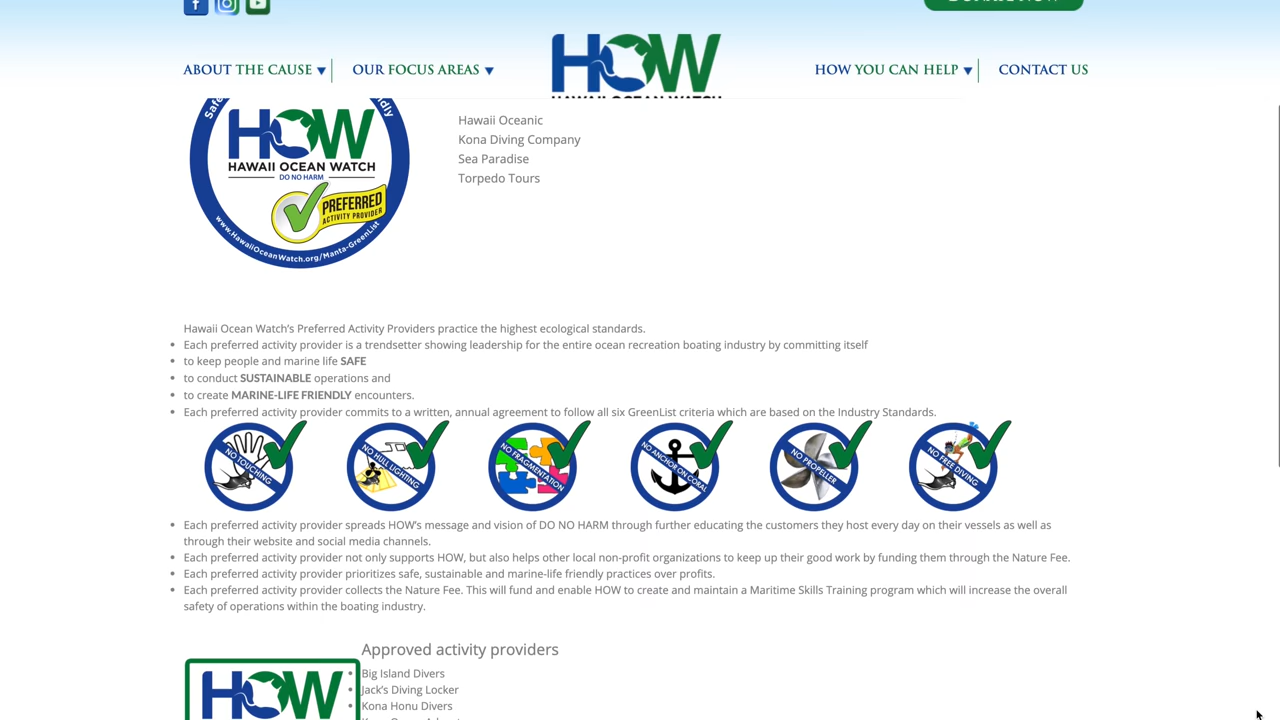 ABOUT THE CAUSE
OUR FOCUS AREAS
HOW
HOW YOU CAN HELP
CONTACT US
HOW
HAWAII OCEAN WATCH
DO NO HARM
PREFERRED
ACTIVITY PROVIDER
www.HawaiiOceanWatch.org/Manta-GreenList
Hawaii Oceanic
Kona Diving Company
Sea Paradise
Torpedo Tours
Hawaii Ocean Watch’s Preferred Activity Providers practice the highest ecological standards.
Each preferred activity provider is a trendsetter showing leadership for the entire ocean recreation boating industry by committing itself
to keep people and marine life SAFE
to conduct SUSTAINABLE operations and
to create MARINE-LIFE FRIENDLY encounters.
Each preferred activity provider commits to a written, annual agreement to follow all six GreenList criteria which are based on the Industry Standards.
NO TOUCHING
NO HULL LIGHTING
NO FRAGMENTATION
NO ANCHOR ON CORAL
NO PROPELLER
NO FREE DIVING
Each preferred activity provider spreads HOW’s message and vision of DO NO HARM through further educating the customers they host every day on their vessels as well as
through their website and social media channels.
Each preferred activity provider not only supports HOW, but also helps other local non-profit organizations to keep up their good work by funding them through the Nature Fee.
Each preferred activity provider prioritizes safe, sustainable and marine-life friendly practices over profits.
Each preferred activity provider collects the Nature Fee. This will fund and enable HOW to create and maintain a Maritime Skills Training program which will increase the overall
safety of operations within the boating industry.
Approved activity providers
Big Island Divers
Jack’s Diving Locker
Kona Honu Divers
HOW